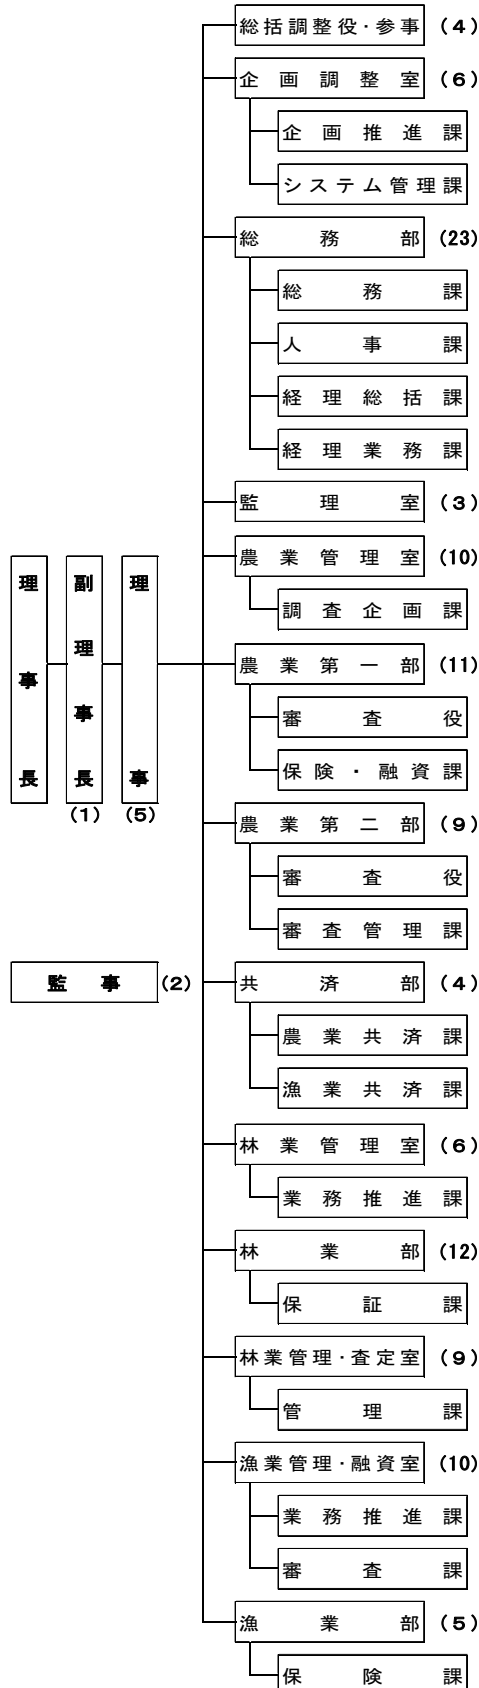 総括調整役・参事 (4)
企画調整室 (6)
企画推進課
システム管理課
総務部 (23)
総務課
人事課
経理総括課
経理業務課
監理室 (3)
農業管理室 (10)
調査企画課
理事長
副理事長
(1)
理事
(5)
農業第一部 (11)
審査役
保険・融資課
農業第二部 (9)
審査役
審査管理課
監事 (2)
共済部 (4)
農業共済課
漁業共済課
林業管理室 (6)
業務推進課
林業部 (12)
保証課
林業管理・査定室 (9)
管理課
漁業管理・融資室 (10)
業務推進課
審査課
漁業部 (5)
保険課